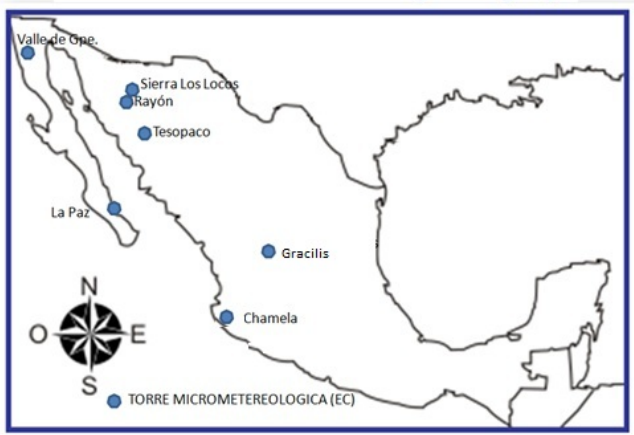 Valle de Gpe.
Sierra Los Locos
Rayón
Tesopaco
La Paz
Gracilis
Chamela
N
O E
S
TORRE MICROMETEREOLOGICA (EC)